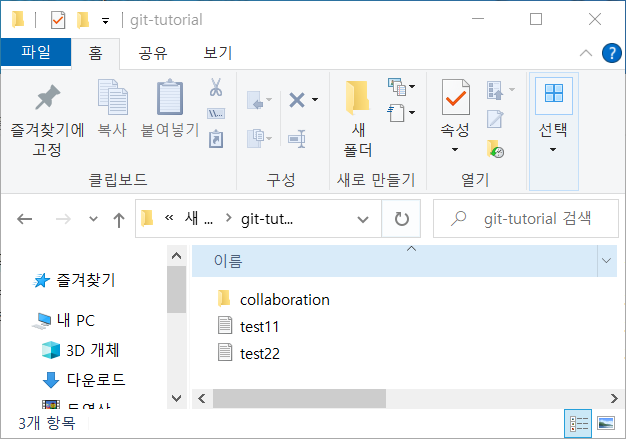 git-tutorial
파일 홈 공유 보기
즐겨찾기에 고정
복사
붙여넣기
클립보드
구성
새 폴더
새로 만들기
속성
열기
선택
« 새 ... > git-tut...
git-tutorial 검색
즐겨찾기
내 PC
3D 개체
다운로드
동영상
이름
collaboration
test11
test22
3개 항목